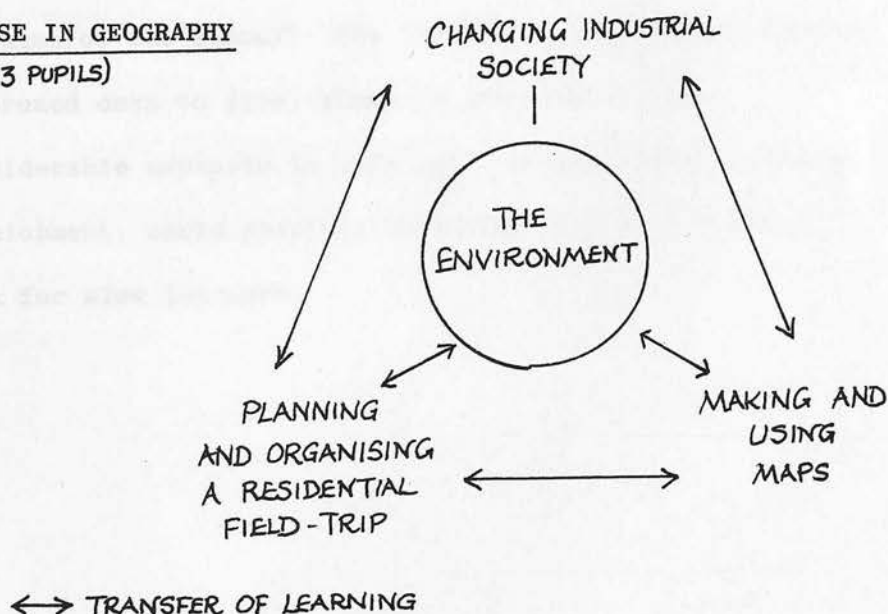 SE IN GEOGRAPHY
3 PUPILS)
CHANGING INDUSTRIAL
SOCIETY
THE
ENVIRONMENT
PLANNING
AND ORGANISING
A RESIDENTIAL
FIELD-TRIP
MAKING AND
USING
MAPS
↔ TRANSFER OF LEARNING